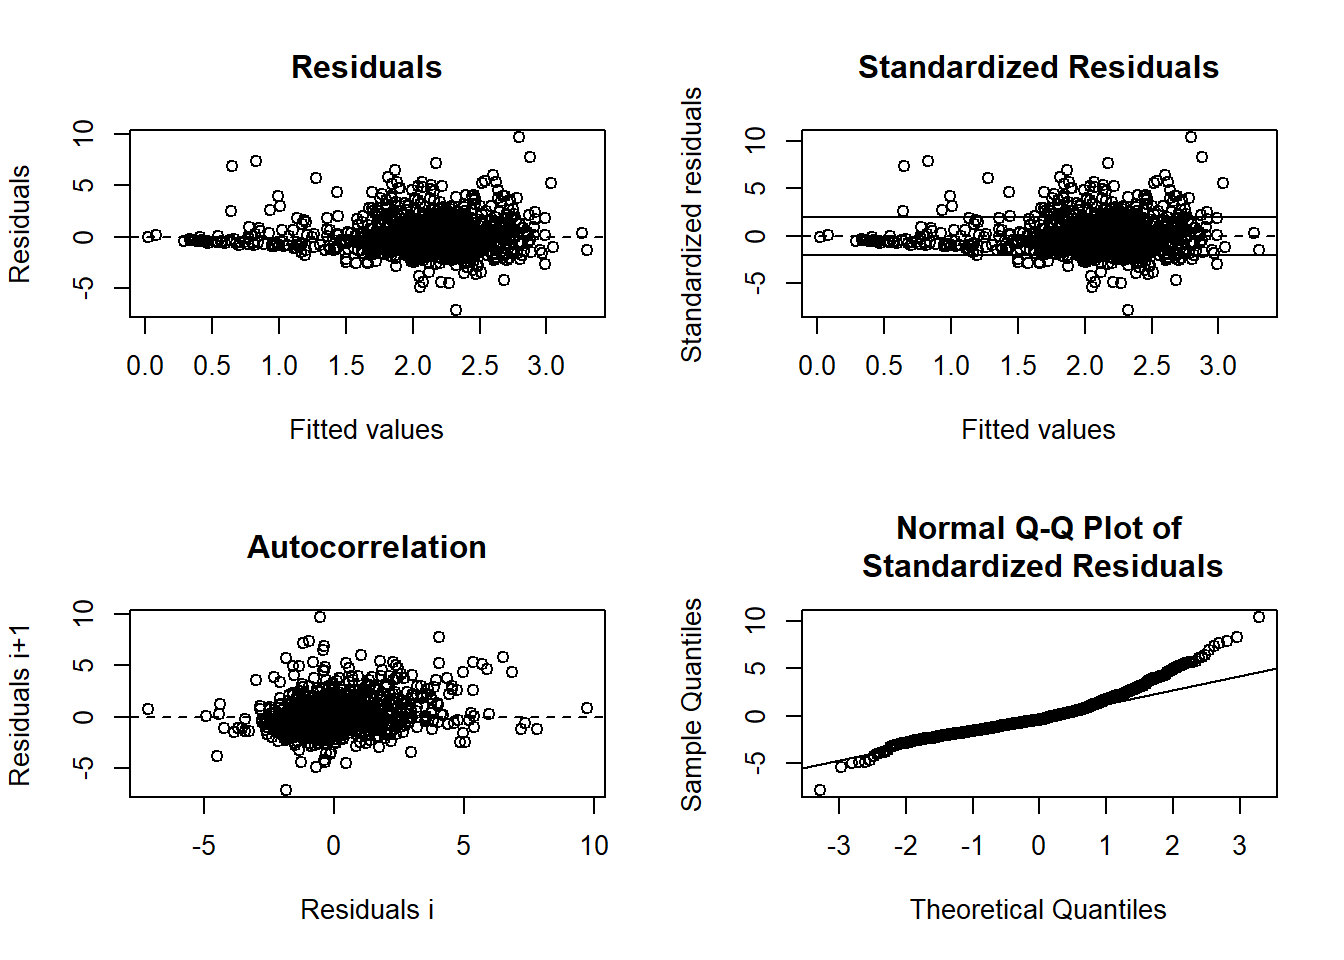 Residuals
Residuals
10
5
0
-5
0.0 0.5 1.0 1.5 2.0 2.5 3.0
Fitted values
Standardized Residuals
Standardized residuals
10
5
0
-5
0.0 0.5 1.0 1.5 2.0 2.5 3.0
Fitted values
Autocorrelation
Residuals i+1
10
5
0
-5
-5 0 5 10
Residuals i
Normal Q-Q Plot of
Standardized Residuals
Sample Quantiles
10
5
0
-5
-3 -2 -1 0 1 2 3
Theoretical Quantiles